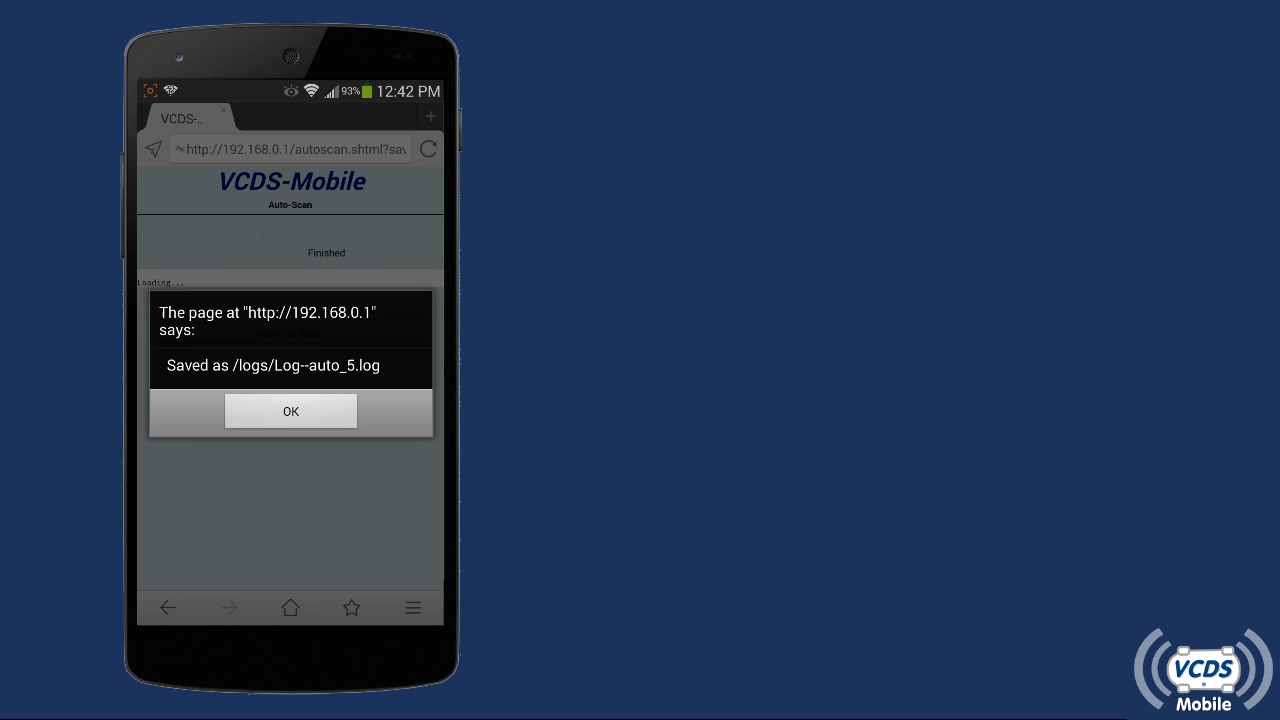 93% 12:42 PM
VCDS-..
http://192.168.0.1/autoscan.shtml?sav
VCDS-Mobile
Auto-Scan
Finished
Loading...
The page at "http://192.168.0.1"
says:
Saved as /logs/Log--auto_5.log
OK
VCDS
Mobile